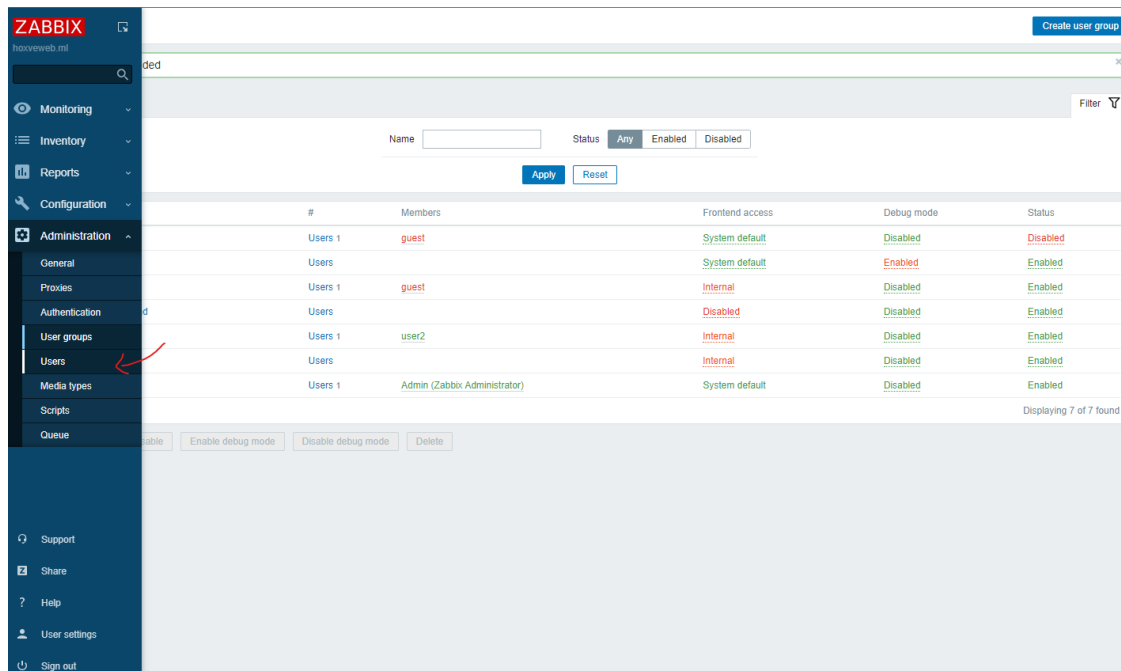 ZABBIX
hoxveweb.ml
Create user group
ded
Filter
Monitoring
Inventory
Reports
Configuration
Administration
General
Proxies
Authentication
User groups
Users
Media types
Scripts
Queue
Support
Share
Help
User settings
Sign out
Name
Status Any Enabled Disabled
Apply Reset
# Members Frontend access Debug mode Status
Users 1 guest System default Disabled Disabled
Users System default Enabled Enabled
Users 1 guest Internal Disabled Enabled
d Users Disabled Disabled Enabled
Users 1 user2 Internal Disabled Enabled
Users Internal Disabled Enabled
Users 1 Admin (Zabbix Administrator) System default Disabled Enabled
Displaying 7 of 7 found
sable Enable debug mode Disable debug mode Delete